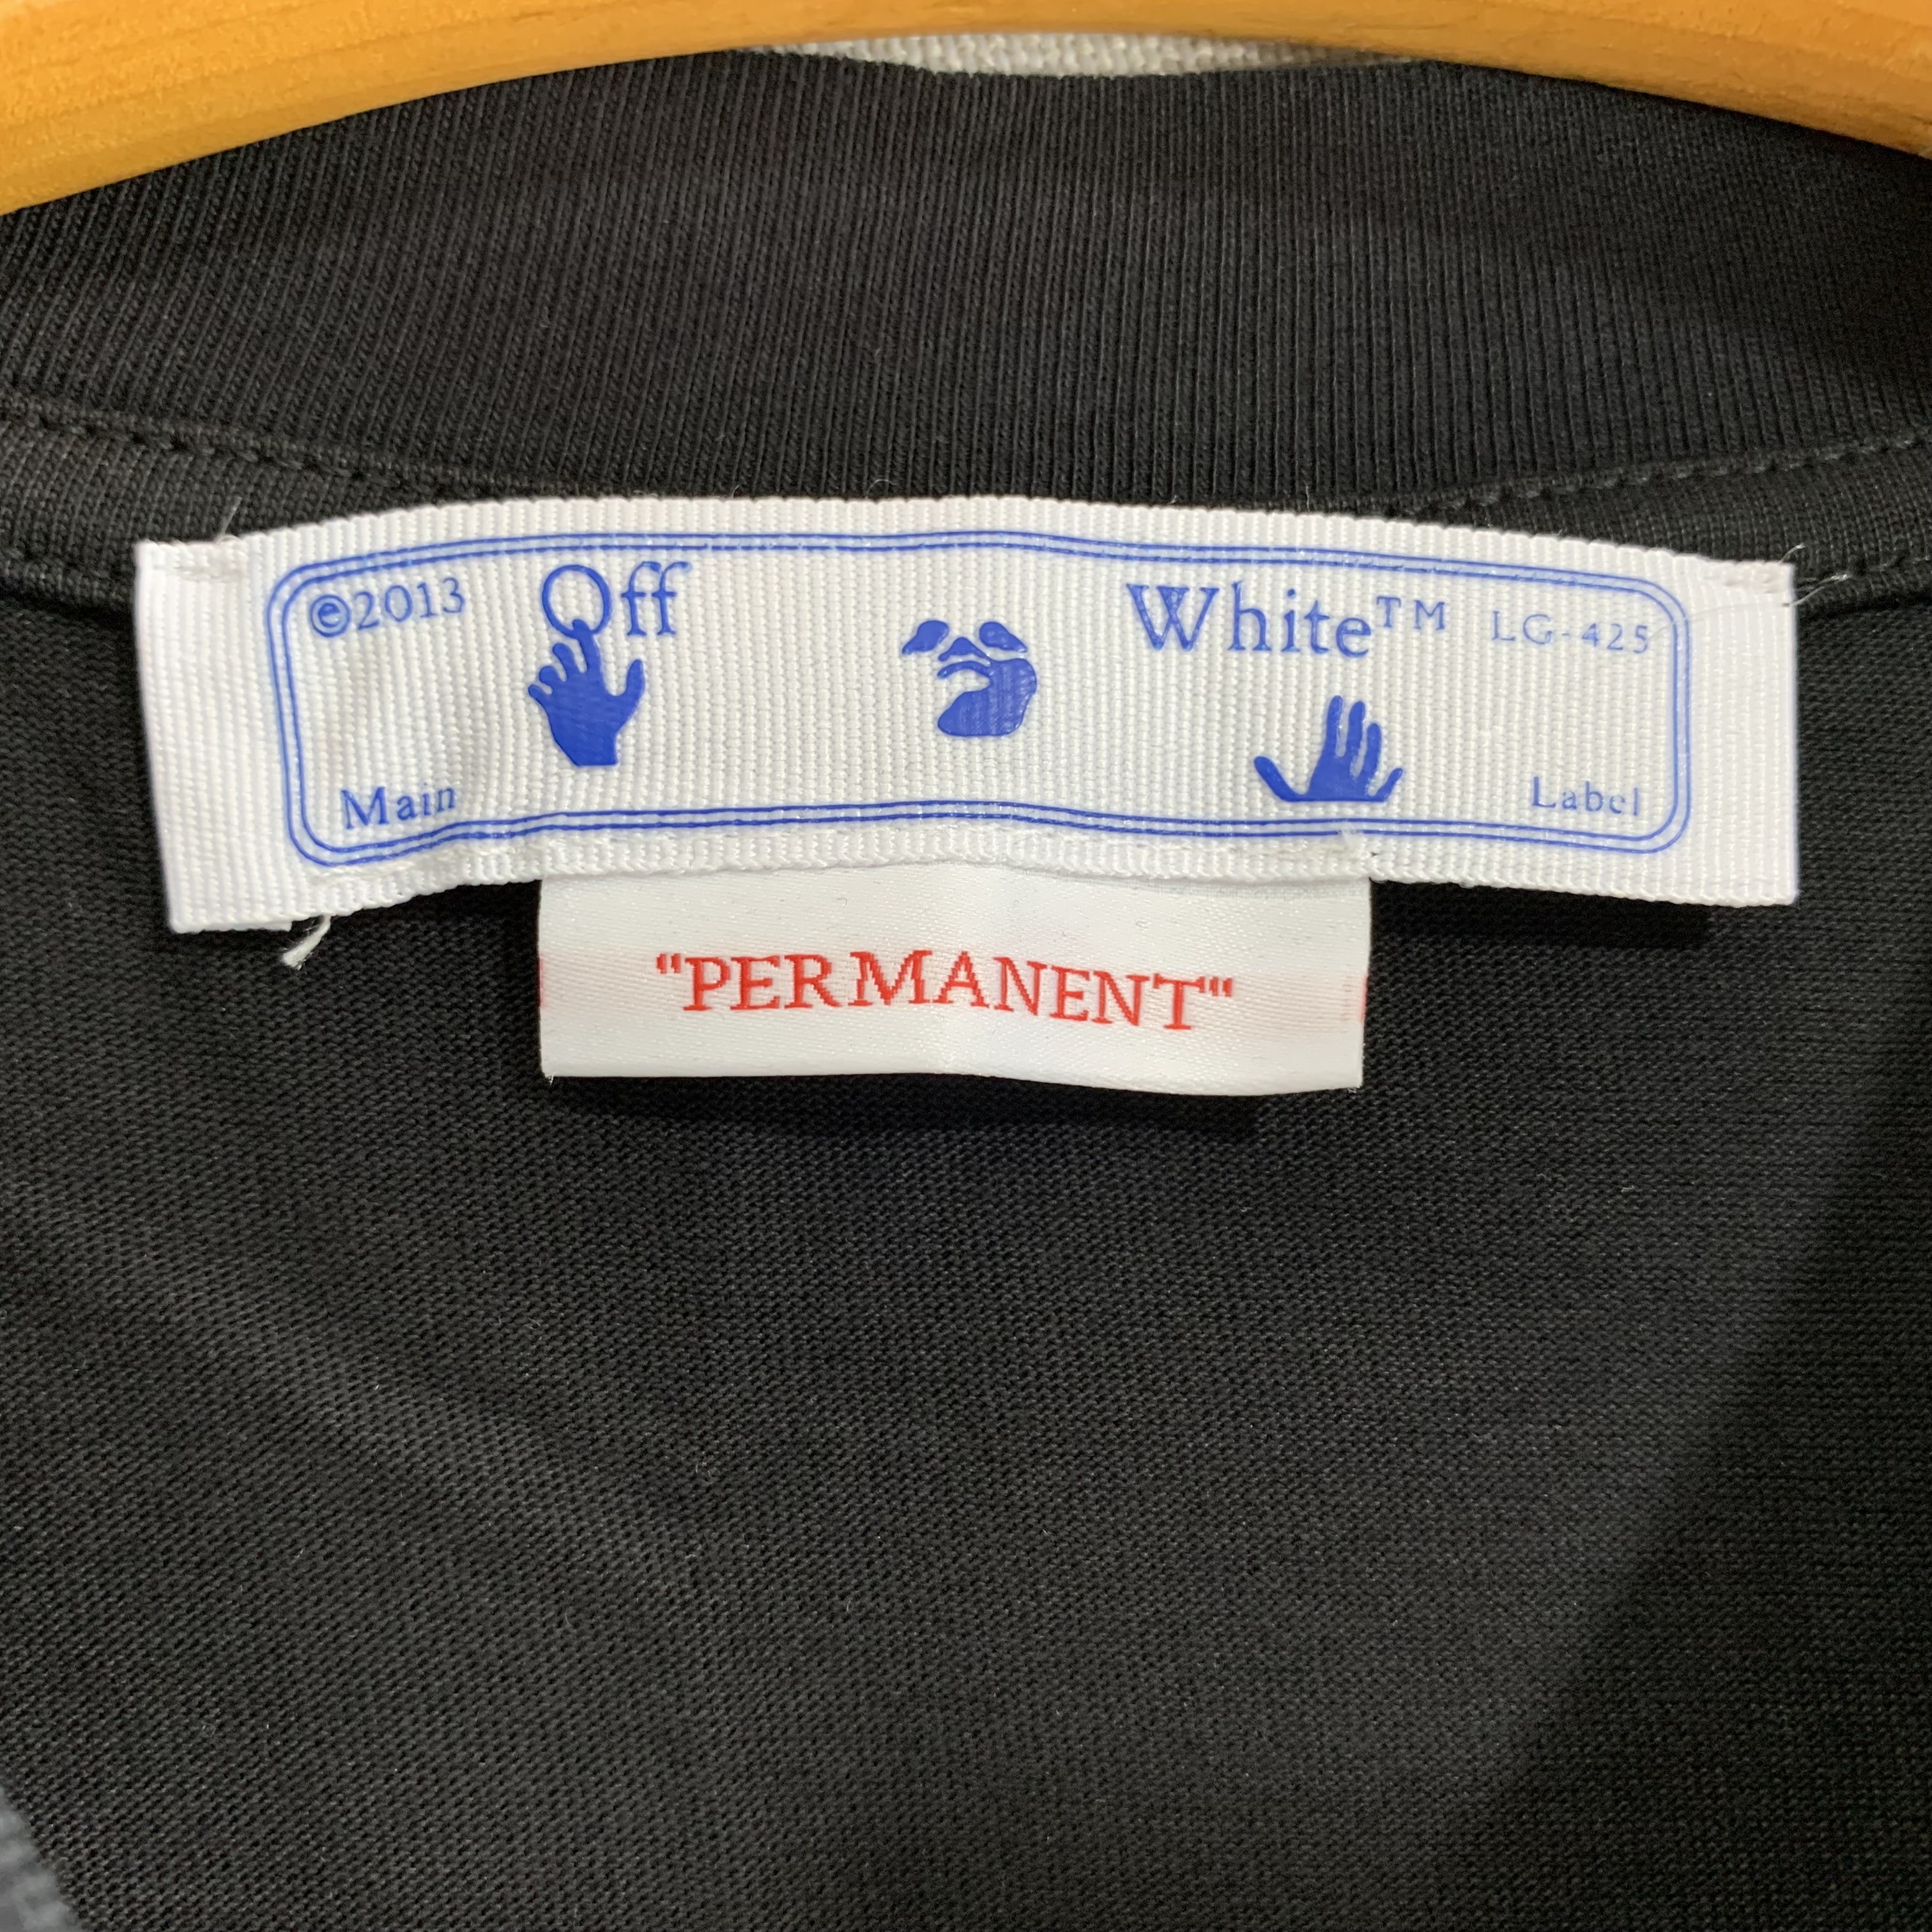 ©2013 Off White™ LG-425
Main Label
"PERMANENT"